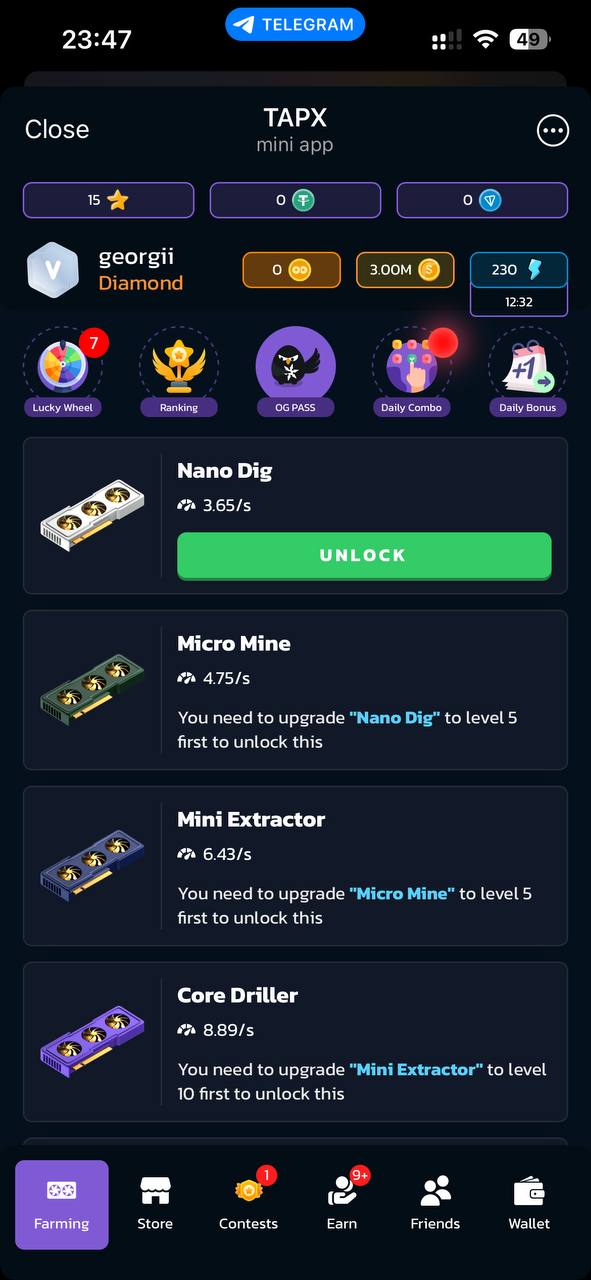 23:47
TELEGRAM
49
Close
TAPX
mini app
15
0
0
V
georgii
Diamond
0
3.00M
S
230
12:32
7
+1
Lucky Wheel
Ranking
OG PASS
Daily Combo
Daily Bonus
Nano Dig
3.65/s
UNLOCK
Micro Mine
4.75/s
You need to upgrade "Nano Dig" to level 5
first to unlock this
Mini Extractor
6.43/s
You need to upgrade "Micro Mine" to level 5
first to unlock this
Core Driller
8.89/s
You need to upgrade "Mini Extractor" to level
10 first to unlock this
1
9+
Farming
Store
Contests
Earn
Friends
Wallet